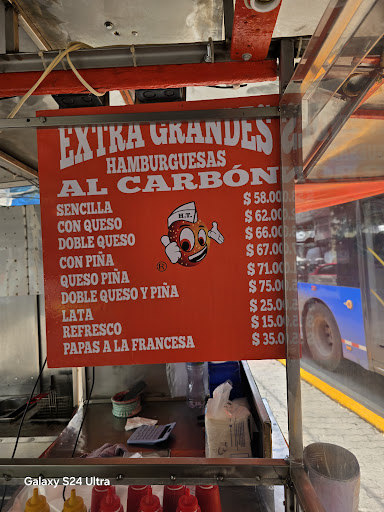 EXTRA GRANDES
HAMBURGUESAS
AL CARBÓN
SENCILLA $ 58.00
CON QUESO $ 62.00
DOBLE QUESO $ 66.00
CON PIÑA $ 67.00
QUESO PIÑA $ 71.00
DOBLE QUESO Y PIÑA $ 75.00
LATA $ 25.00
REFRESCO $ 15.00
PAPAS A LA FRANCESA $ 35.0
H.T.
®
Galaxy S24 Ultra